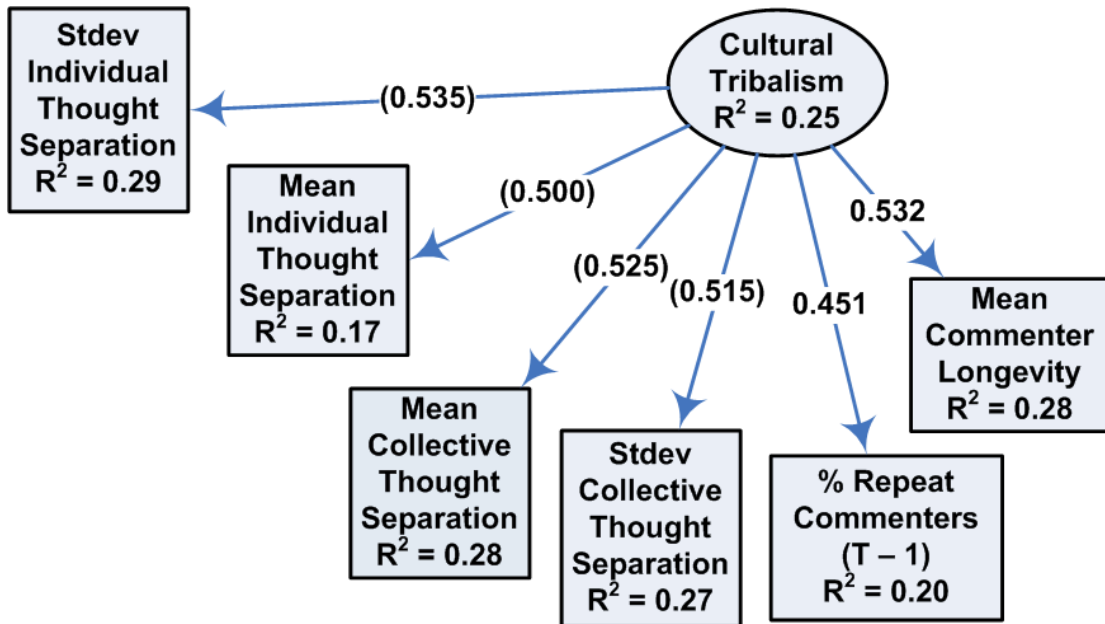 Stdev
Individual
Thought
Separation
R² = 0.29
Cultural
Tribalism
R² = 0.25
(0.535)
(0.500)
(0.525)
(0.515)
0.451
0.532
Mean
Individual
Thought
Separation
R² = 0.17
Mean
Collective
Thought
Separation
R² = 0.28
Stdev
Collective
Thought
Separation
R² = 0.27
% Repeat
Commenters
(T – 1)
R² = 0.20
Mean
Commenter
Longevity
R² = 0.28